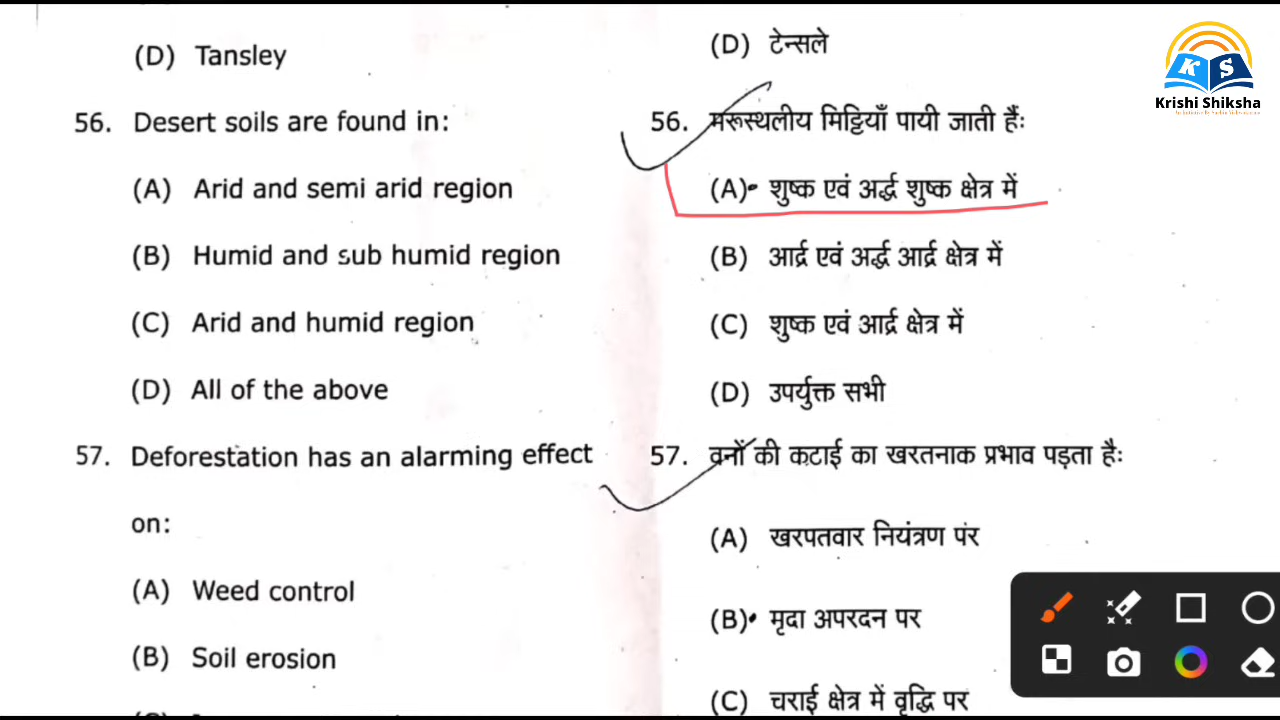 (D) Tansley
56. Desert soils are found in:
(A) Arid and semi arid region
(B) Humid and sub humid region
(C) Arid and humid region
(D) All of the above
57. Deforestation has an alarming effect
on:
(A) Weed control
(B) Soil erosion
(D) टेन्सले
56. मरूस्थलीय मिट्टियाँ पायी जाती हैंः
(A) शुष्क एवं अर्द्ध शुष्क क्षेत्र में
(B) आर्द्र एवं अर्द्ध आर्द्र क्षेत्र में
(C) शुष्क एवं आर्द्र क्षेत्र में
(D) उपर्युक्त सभी
57. वनों की कटाई का खरतनाक प्रभाव पड़ता हैः
(A) खरपतवार नियंत्रण पंर
(B) मृदा अपरदन पर
(C) चराई क्षेत्र में वृद्धि पर
K S
Krishi Shiksha